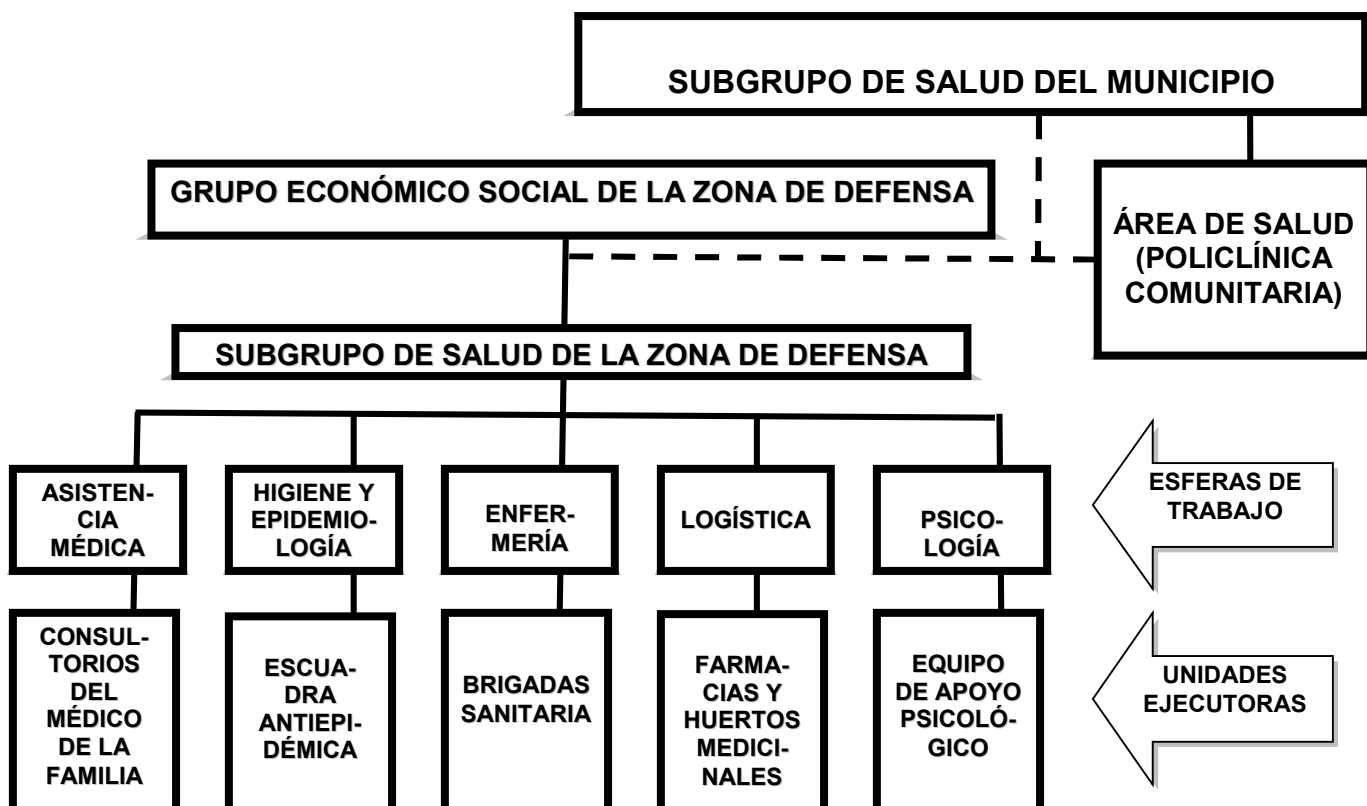 SUBGRUPO DE SALUD DEL MUNICIPIO
GRUPO ECONÓMICO SOCIAL DE LA ZONA DE DEFENSA
ÁREA DE SALUD
(POLICLÍNICA
COMUNITARIA)
SUBGRUPO DE SALUD DE LA ZONA DE DEFENSA
ASISTEN-
CIA
MÉDICA
HIGIENE Y
EPIDEMIO-
LOGÍA
ENFER-
MERÍA
LOGÍSTICA
PSICO-
LOGÍA
ESFERAS DE
TRABAJO
CONSUL-
TORIOS
DEL
MÉDICO
DE LA
FAMILIA
ESCUA-
DRA
ANTIEPI-
DÉMICA
BRIGADAS
SANITARIA
FARMA-
CIAS Y
HUERTOS
MEDICI-
NALES
EQUIPO
DE APOYO
PSICOLÓ-
GICO
UNIDADES
EJECUTORAS